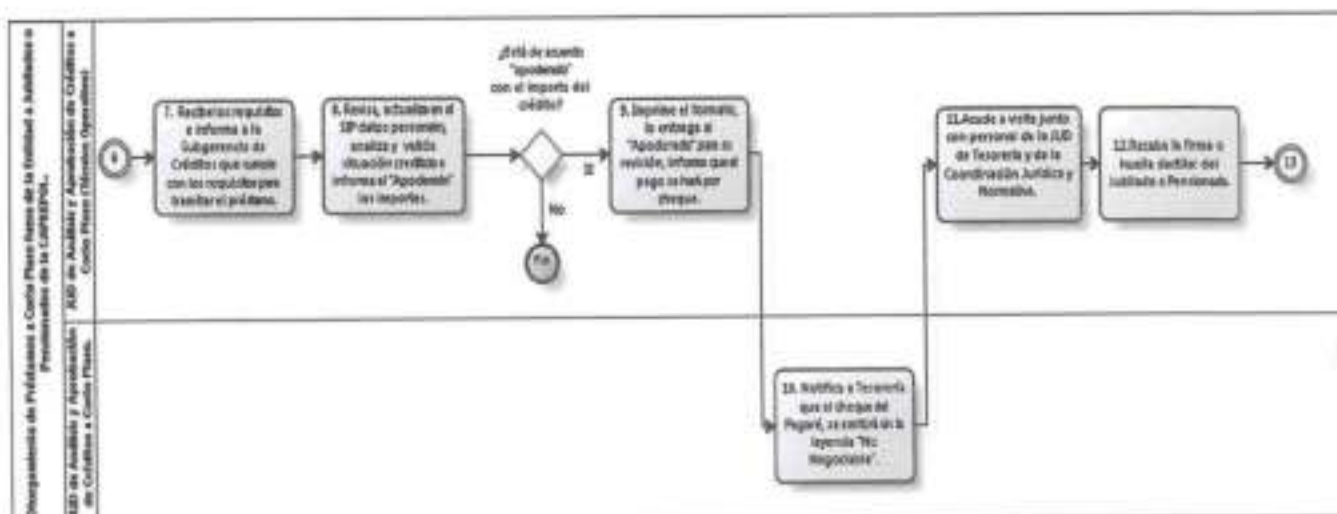 Otorgamiento de Préstamos a Corto Plazo fuera de la Entidad a Jubilados o
Pensionados de la CAPREPOL.
JUD de Análisis y Aprobación de Créditos a
Corto Plazo (Técnico Operativo)
6
7. Recibe los requisitos
e informa a la
Subgerencia de
Créditos que cumple
con los requisitos para
tramitar el préstamo.
8. Revisa, actualiza en el
SIP datos personales,
analiza y valida
situación crediticia e
informa al "Apoderado"
los importes.
¿Está de acuerdo
"apoderado"
con el importe del
crédito?
Si
No
Fin
9. Imprime el formato,
lo entrega al
"Apoderado" para su
revisión, informa que el
pago se hará por
cheque.
11. Acude a visita junto
con personal de la JUD
de Tesorería y de la
Coordinación Jurídica y
Normativa.
12. Recaba la firma o
huella dactilar del
Jubilado o Pensionado.
13
JUD de Análisis y Aprobación
de Créditos a Corto Plazo.
10. Notifica a Tesorería
que el cheque del
Pagaré, se emitirá sin la
leyenda "No
Negociable".